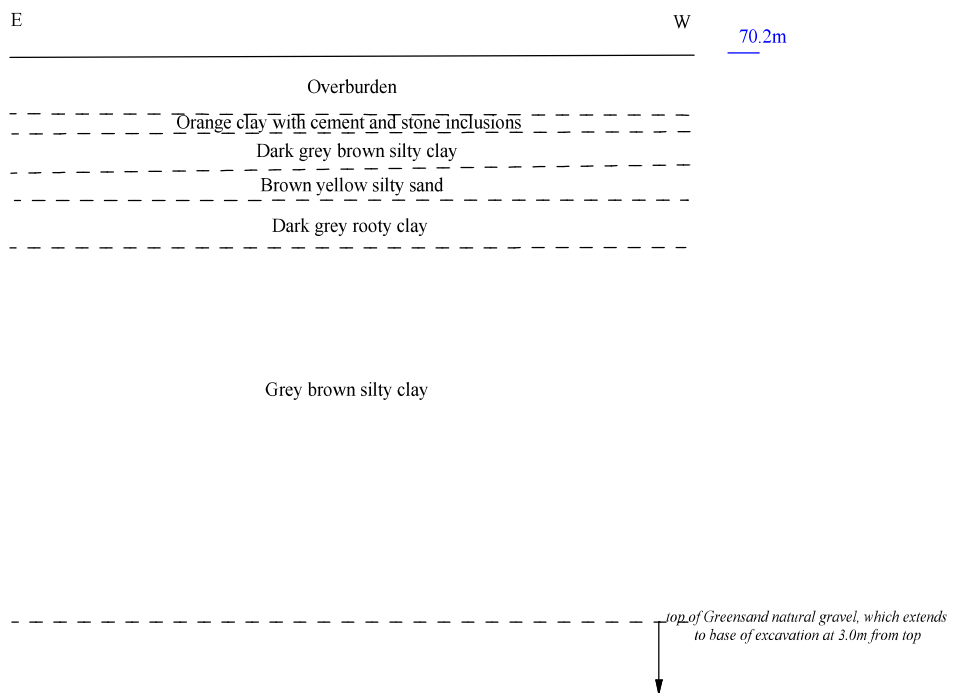 E
W
70.2m
Overburden
Orange clay with cement and stone inclusions
Dark grey brown silty clay
Brown yellow silty sand
Dark grey rooty clay
Grey brown silty clay
top of Greensand natural gravel, which extends
to base of excavation at 3.0m from top